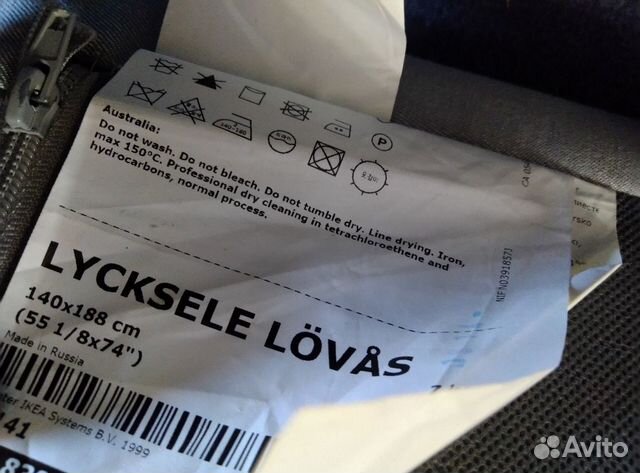 P
Australia:
Do not wash. Do not bleach. Do not tumble dry. Line drying. Iron,
max 150°C. Professional dry cleaning in tetrachloroethene and
hydrocarbons, normal process.
LYCKSELE LÖVÅS
140x188 cm
(55 1/8x74")
Made in Russia
IKEA Systems B.V. 1999
41
Avito